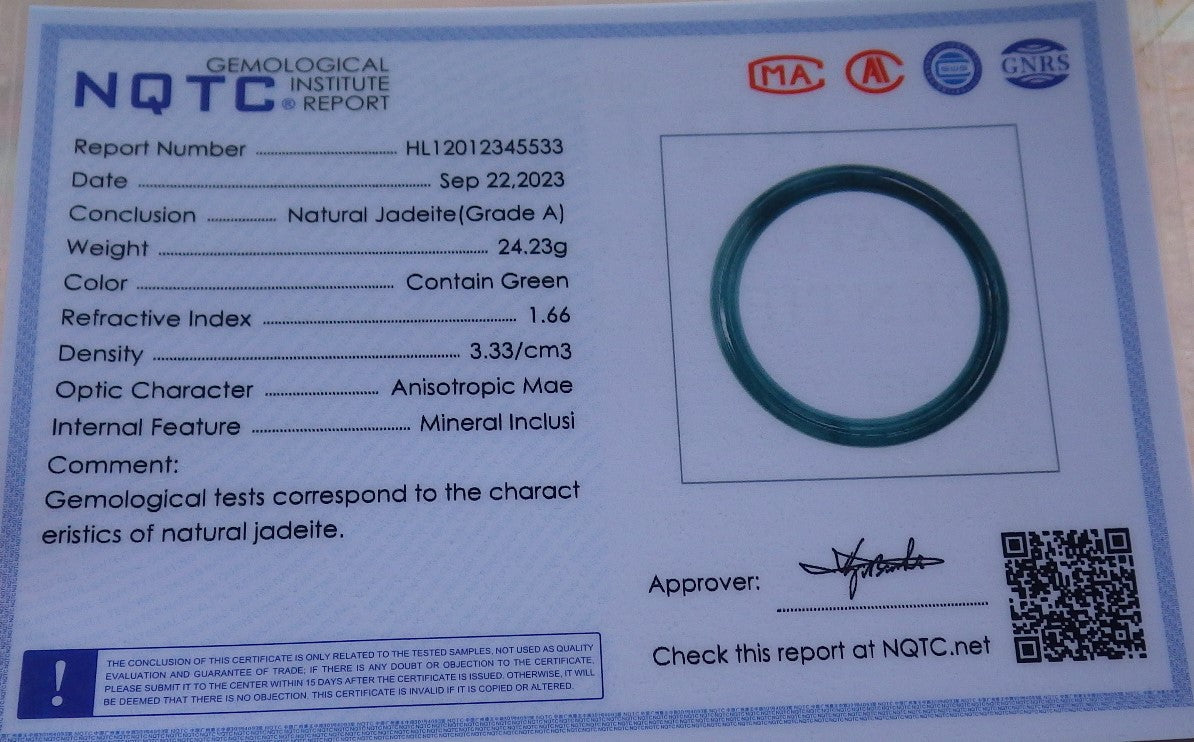 GEMOLOGICAL
NQTC INSTITUTE
® REPORT
MA
GNRS
Report Number HL12012345533
Date Sep 22,2023
Conclusion Natural Jadeite(Grade A)
Weight 24.23g
Color Contain Green
Refractive Index 1.66
Density 3.33/cm3
Optic Character Anisotropic Mae
Internal Feature Mineral Inclusi
Comment:
Gemological tests correspond to the charact
eristics of natural jadeite.
Approver:
Check this report at NQTC.net
! THE CONCLUSION OF THIS CERTIFICATE IS ONLY RELATED TO THE TESTED SAMPLES, NOT USED AS QUALITY
EVALUATION AND GUARANTEE OF TRADE; IF THERE IS ANY DOUBT OR OBJECTION TO THE CERTIFICATE,
PLEASE SUBMIT IT TO THE CENTER WITHIN 15 DAYS AFTER THE CERTIFICATE IS ISSUED. OTHERWISE, IT WILL
BE DEEMED THAT THERE IS NO OBJECTION. THIS CERTIFICATE IS INVALID IF IT IS COPIED OR ALTERED.